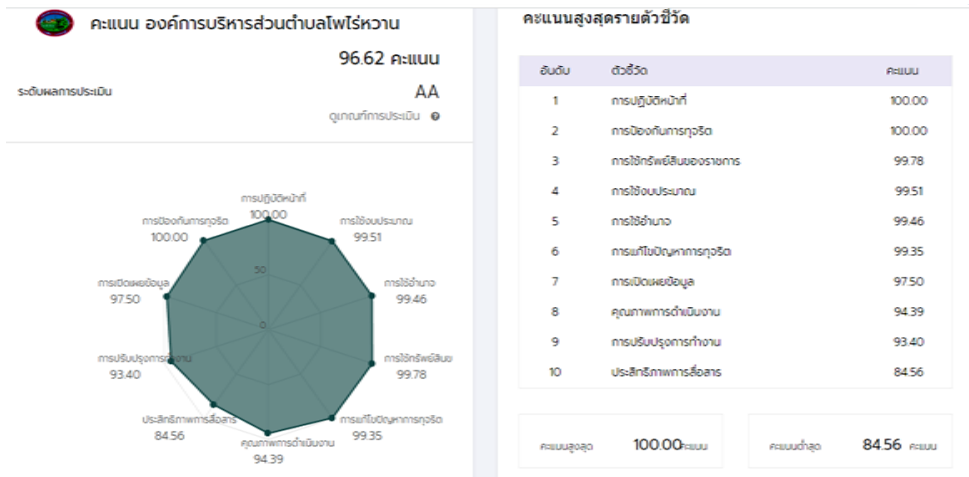 คะแนน องค์การบริหารส่วนตำบลโพไร่หวาน
96.62 คะแนน
ระดับผลการประเมิน AA
ดูเกณฑ์การประเมิน
การปฏิบัติหน้าที่
100.00
การป้องกันการทุจริต
100.00
การใช้งบประมาณ
99.51
50
การเปิดเผยข้อมูล
97.50
การใช้อำนาจ
99.46
0
การปรับปรุงการทำงาน
93.40
การใช้ทรัพย์สินข
99.78
ประสิทธิภาพการสื่อสาร
84.56
การแก้ไขปัญหาการทุจริต
99.35
คุณภาพการดำเนินงาน
94.39
คะแนนสูงสุดรายตัวชี้วัด
อันดับ ตัวชี้วัด คะแนน
1 การปฏิบัติหน้าที่ 100.00
2 การป้องกันการทุจริต 100.00
3 การใช้ทรัพย์สินของราชการ 99.78
4 การใช้งบประมาณ 99.51
5 การใช้อำนาจ 99.46
6 การแก้ไขปัญหาการทุจริต 99.35
7 การเปิดเผยข้อมูล 97.50
8 คุณภาพการดำเนินงาน 94.39
9 การปรับปรุงการทำงาน 93.40
10 ประสิทธิภาพการสื่อสาร 84.56
คะแนนสูงสุด 100.00 คะแนน
คะแนนต่ำสุด 84.56 คะแนน